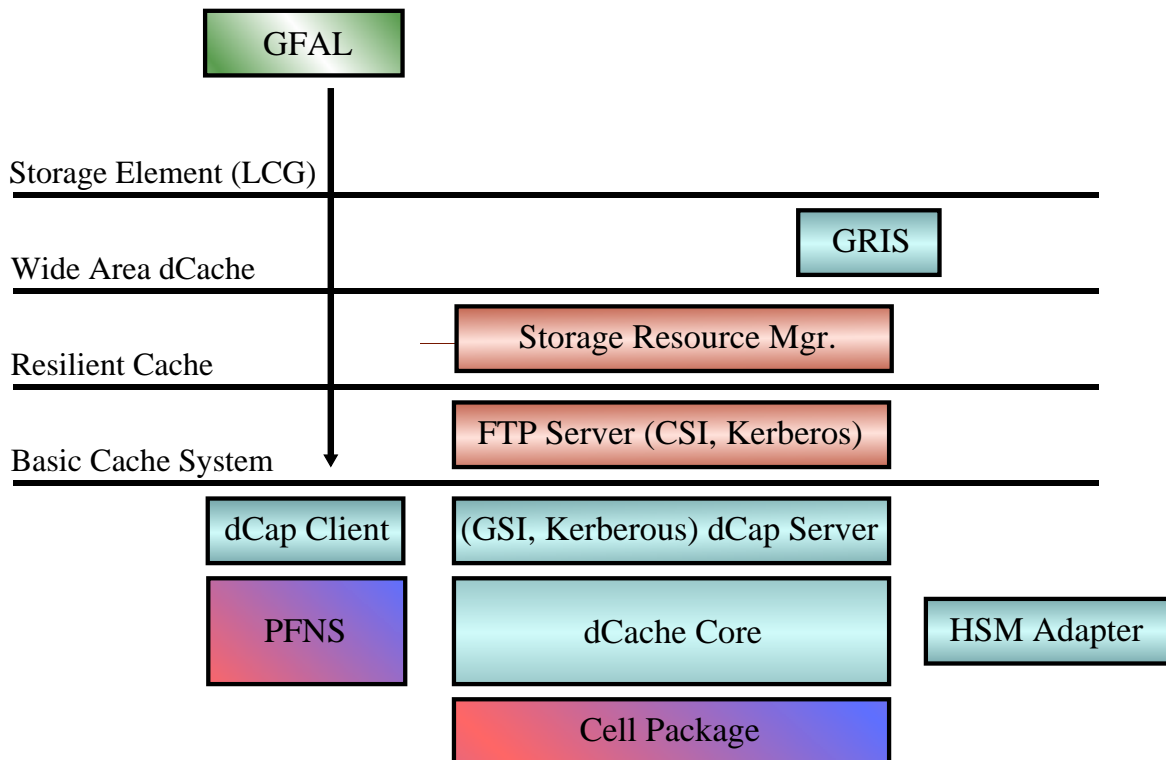 GFAL
Storage Element (LCG)
GRIS
Wide Area dCache
Storage Resource Mgr.
Resilient Cache
FTP Server (CSI, Kerberos)
Basic Cache System
dCap Client
(GSI, Kerberous) dCap Server
PFNS
dCache Core
HSM Adapter
Cell Package